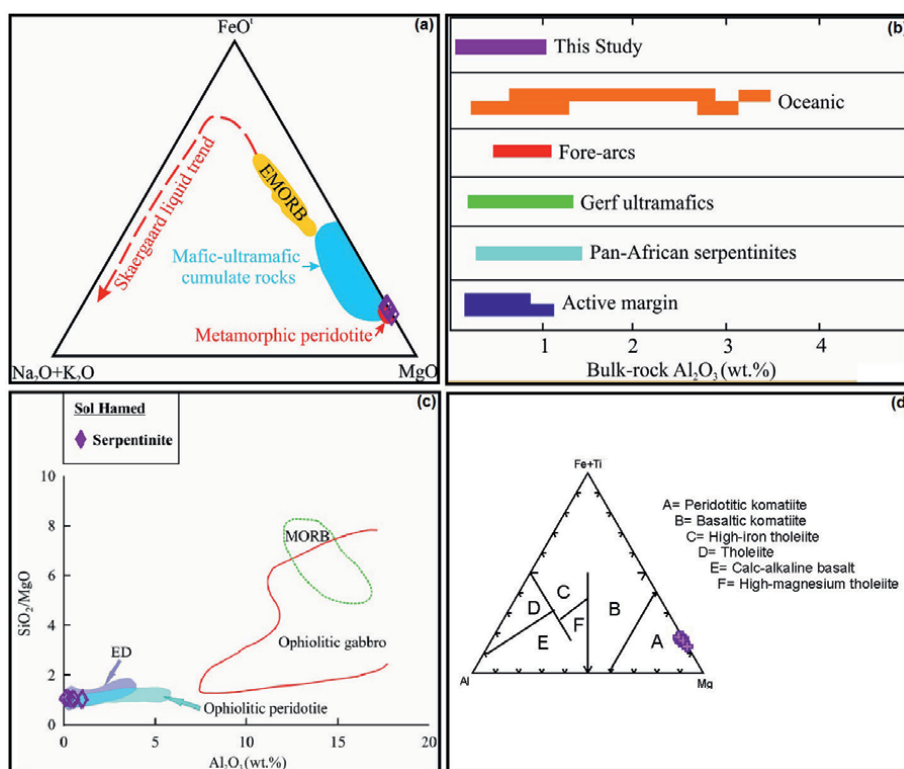 (a)
FeOᵗ
Skaergaard liquid trend
EMORB
Mafic-ultramafic
cumulate rocks
Metamorphic peridotite
Na₂O+K₂O
MgO
(b)
This Study
Oceanic
Fore-arcs
Gerf ultramafics
Pan-African serpentinites
Active margin
1 2 3 4
Bulk-rock Al₂O₃ (wt.%)
(c)
Sol Hamed
Serpentinite
10
8
6
4
2
0
SiO₂/MgO
MORB
Ophiolitic gabbro
ED
Ophiolitic peridotite
0 5 10 15 20
Al₂O₃ (wt.%)
(d)
Fe+Ti
A= Peridotitic komatiite
B= Basaltic komatiite
C= High-iron tholeiite
D= Tholeiite
E= Calc-alkaline basalt
F= High-magnesium tholeiite
D
C
B
F
E
A
Al
Mg